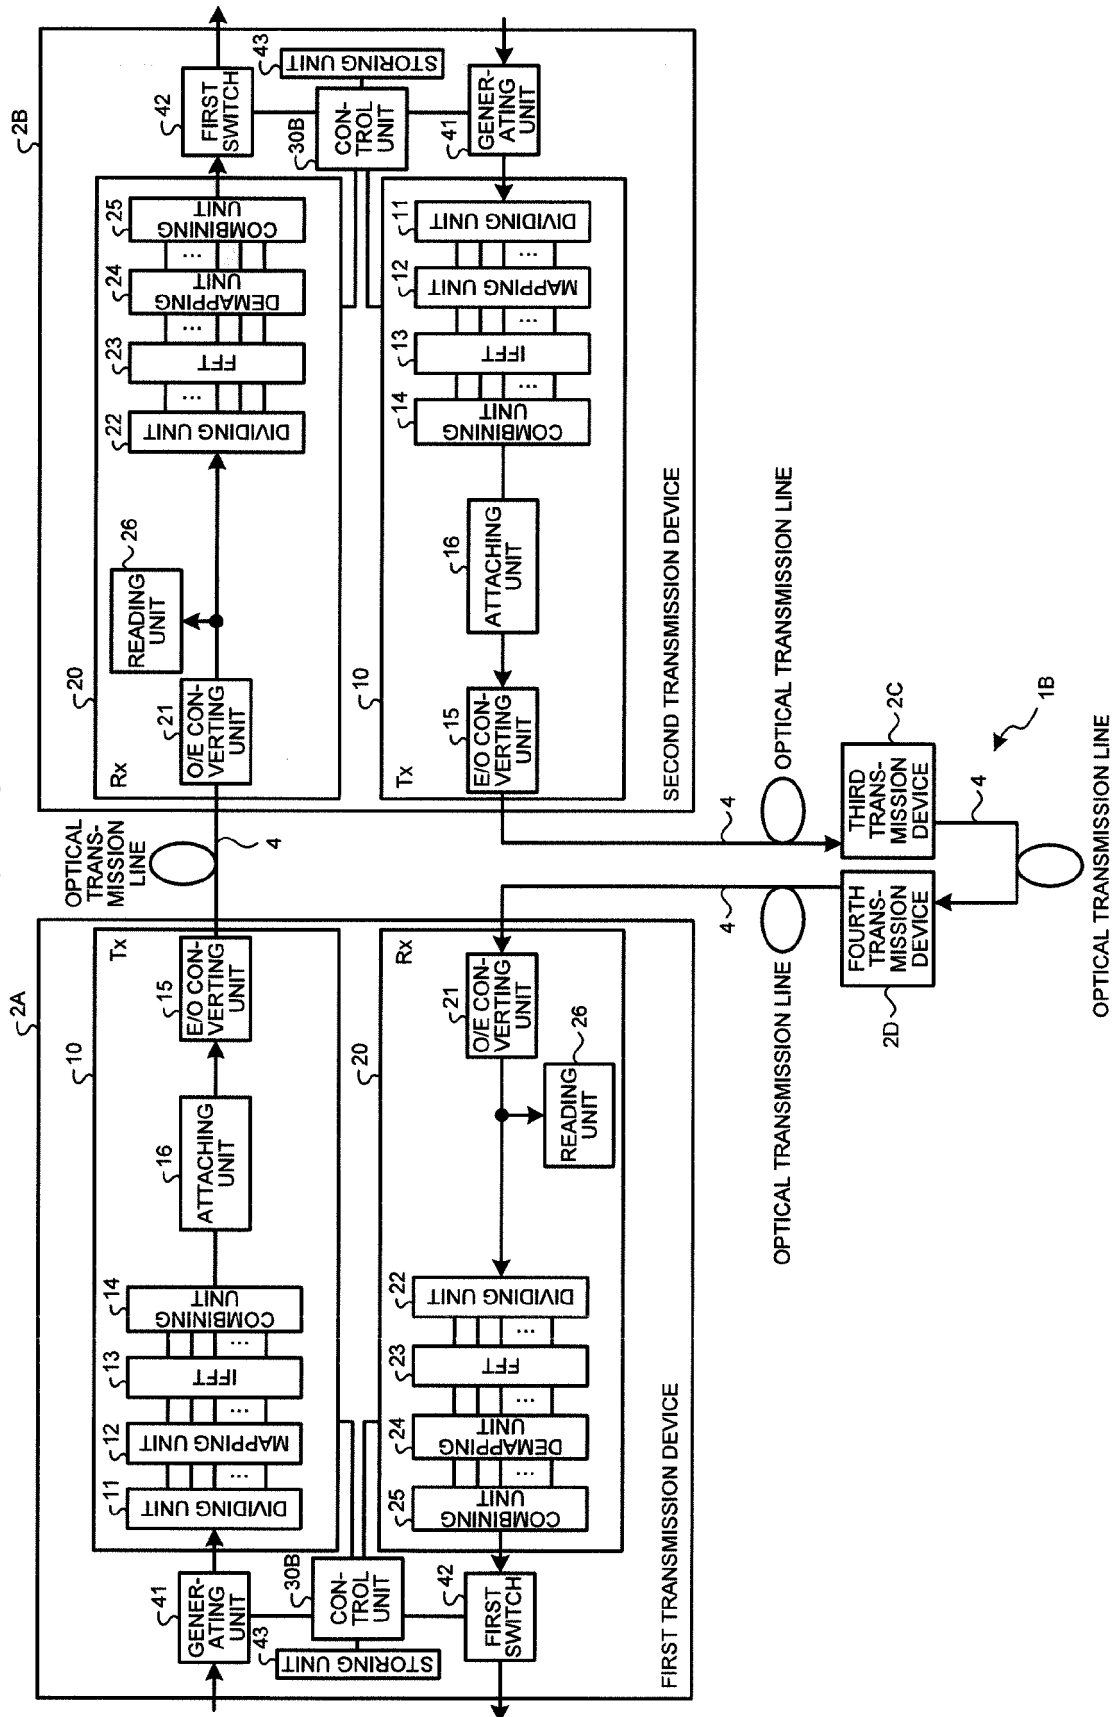 2A
10
Tx
41
GENER-
ATING
UNIT
11
DIVIDING UNIT
12
MAPPING UNIT
...
13
IFFT
...
14
COMBINING
UNIT
...
16
ATTACHING
UNIT
15
E/O CON-
VERTING
UNIT
43
STORING UNIT
30B
CON-
TROL
UNIT
...
20
Rx
42
FIRST
SWITCH
25
COMBINING
UNIT
...
24
DEMAPPING
UNIT
...
23
FFT
...
22
DIVIDING UNIT
26
READING
UNIT
21
O/E CON-
VERTING
UNIT
FIRST TRANSMISSION DEVICE
OPTICAL
TRANS-
MISSION
LINE
4
2B
20
Rx
21
O/E CON-
VERTING
UNIT
26
READING
UNIT
22
DIVIDING UNIT
...
23
FFT
...
24
DEMAPPING
UNIT
...
25
COMBINING
UNIT
42
FIRST
SWITCH
43
STORING UNIT
30B
CON-
TROL
UNIT
10
Tx
15
E/O CON-
VERTING
UNIT
16
ATTACHING
UNIT
14
COMBINING
UNIT
...
13
IFFT
...
12
MAPPING UNIT
...
11
DIVIDING UNIT
41
GENER-
ATING
UNIT
SECOND TRANSMISSION DEVICE
4
4
OPTICAL TRANSMISSION LINE
OPTICAL TRANSMISSION LINE
2D
FOURTH
TRANS-
MISSION
DEVICE
THIRD
TRANS-
MISSION
DEVICE
2C
4
1B
OPTICAL TRANSMISSION LINE